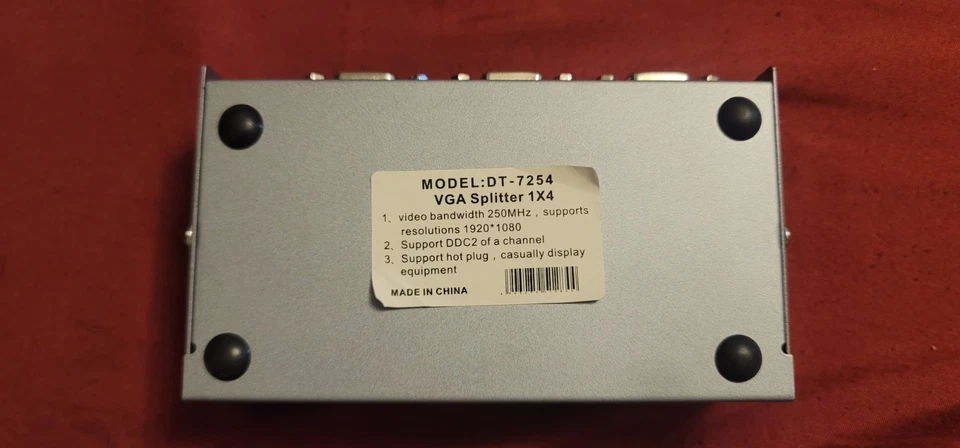 MODEL:DT-7254
VGA Splitter 1X4
1、video bandwidth 250MHz , supports
resolutions 1920*1080
2、Support DDC2 of a channel
3、Support hot plug , casually display
equipment
MADE IN CHINA